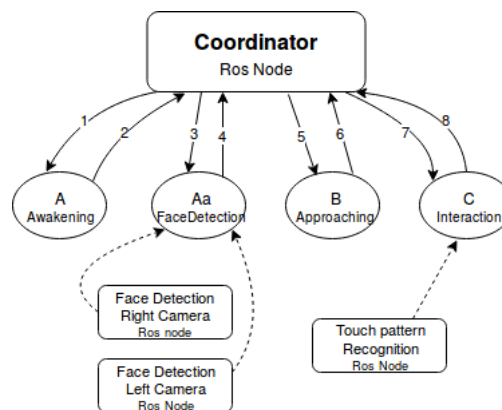 Coordinator
Ros Node
1
2
3
4
5
6
7
8
A
Awakening
Aa
FaceDetection
B
Approaching
C
Interaction
Face Detection
Right Camera
Ros node
Face Detection
Left Camera
Ros Node
Touch pattern
Recognition
Ros Node